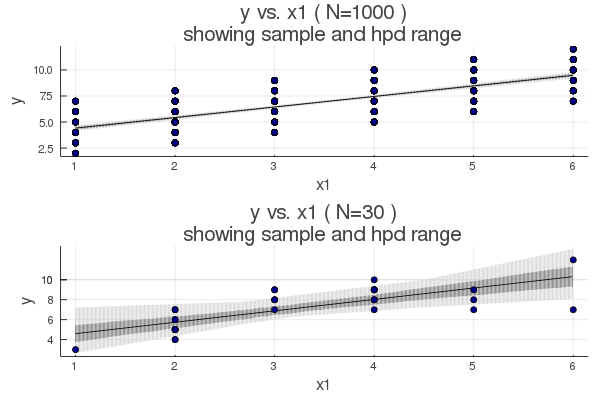 y vs. x1 ( N=1000 )
showing sample and hpd range
10.0
7.5
5.0
2.5
y
1 2 3 4 5 6
x1
y vs. x1 ( N=30 )
showing sample and hpd range
10
8
6
4
y
1 2 3 4 5 6
x1